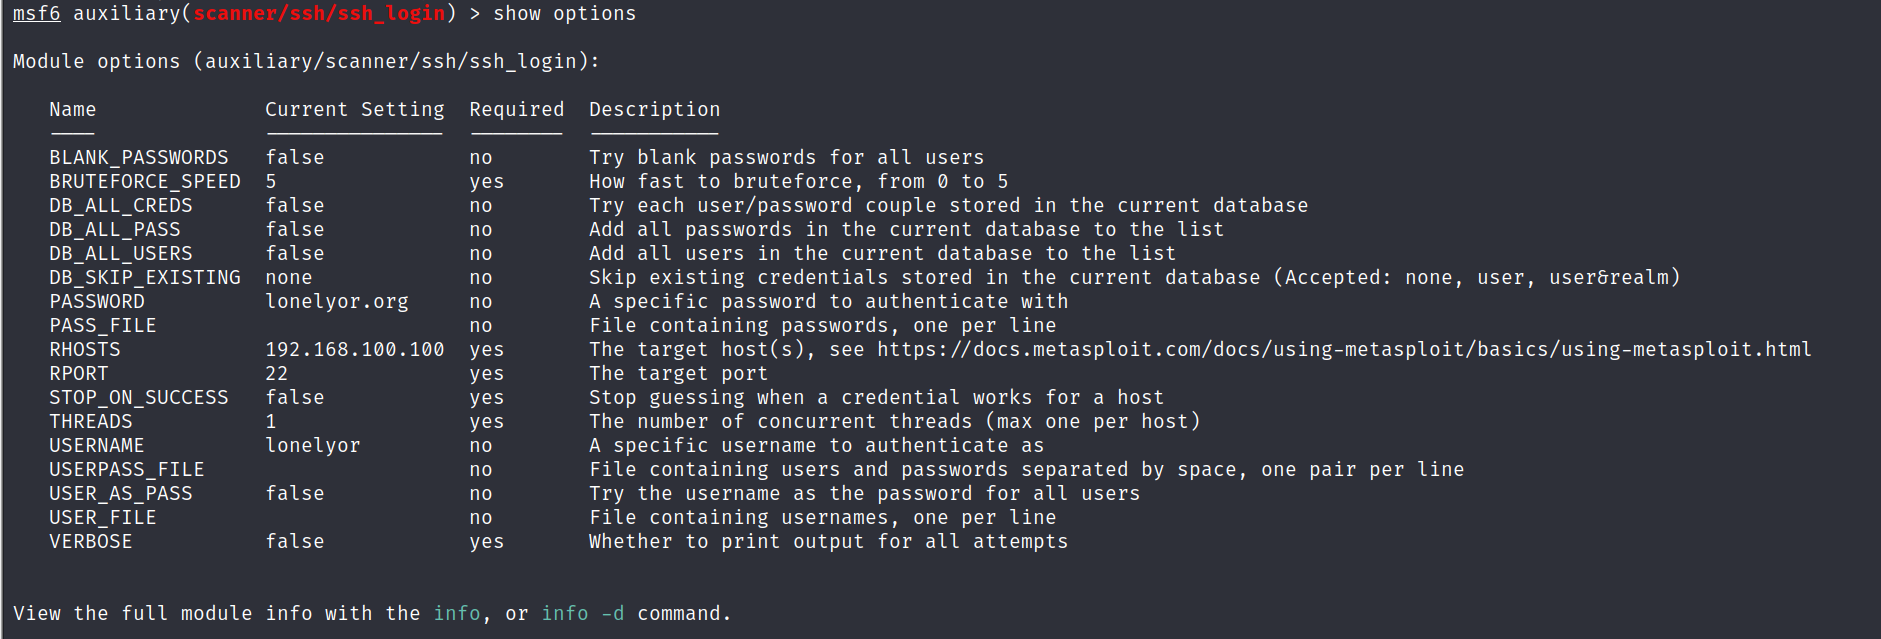 msf6 auxiliary(scanner/ssh/ssh_login) > show options
Module options (auxiliary/scanner/ssh/ssh_login):
Name Current Setting Required Description
---- --------------- -------- -----------
BLANK_PASSWORDS false no Try blank passwords for all users
BRUTEFORCE_SPEED 5 yes How fast to bruteforce, from 0 to 5
DB_ALL_CREDS false no Try each user/password couple stored in the current database
DB_ALL_PASS false no Add all passwords in the current database to the list
DB_ALL_USERS false no Add all users in the current database to the list
DB_SKIP_EXISTING none no Skip existing credentials stored in the current database (Accepted: none, user, user&realm)
PASSWORD lonelyor.org no A specific password to authenticate with
PASS_FILE no File containing passwords, one per line
RHOSTS 192.168.100.100 yes The target host(s), see https://docs.metasploit.com/docs/using-metasploit/basics/using-metasploit.html
RPORT 22 yes The target port
STOP_ON_SUCCESS false yes Stop guessing when a credential works for a host
THREADS 1 yes The number of concurrent threads (max one per host)
USERNAME lonelyor no A specific username to authenticate as
USERPASS_FILE no File containing users and passwords separated by space, one pair per line
USER_AS_PASS false no Try the username as the password for all users
USER_FILE no File containing usernames, one per line
VERBOSE false yes Whether to print output for all attempts
View the full module info with the info, or info -d command.